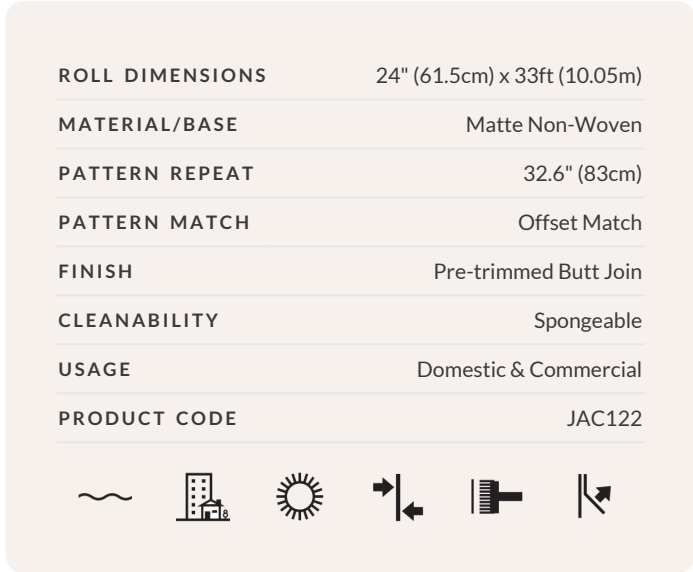 ROLL DIMENSIONS 24" (61.5cm) x 33ft (10.05m)
MATERIAL/BASE Matte Non-Woven
PATTERN REPEAT 32.6" (83cm)
PATTERN MATCH Offset Match
FINISH Pre-trimmed Butt Join
CLEANABILITY Spongeable
USAGE Domestic & Commercial
PRODUCT CODE JAC122